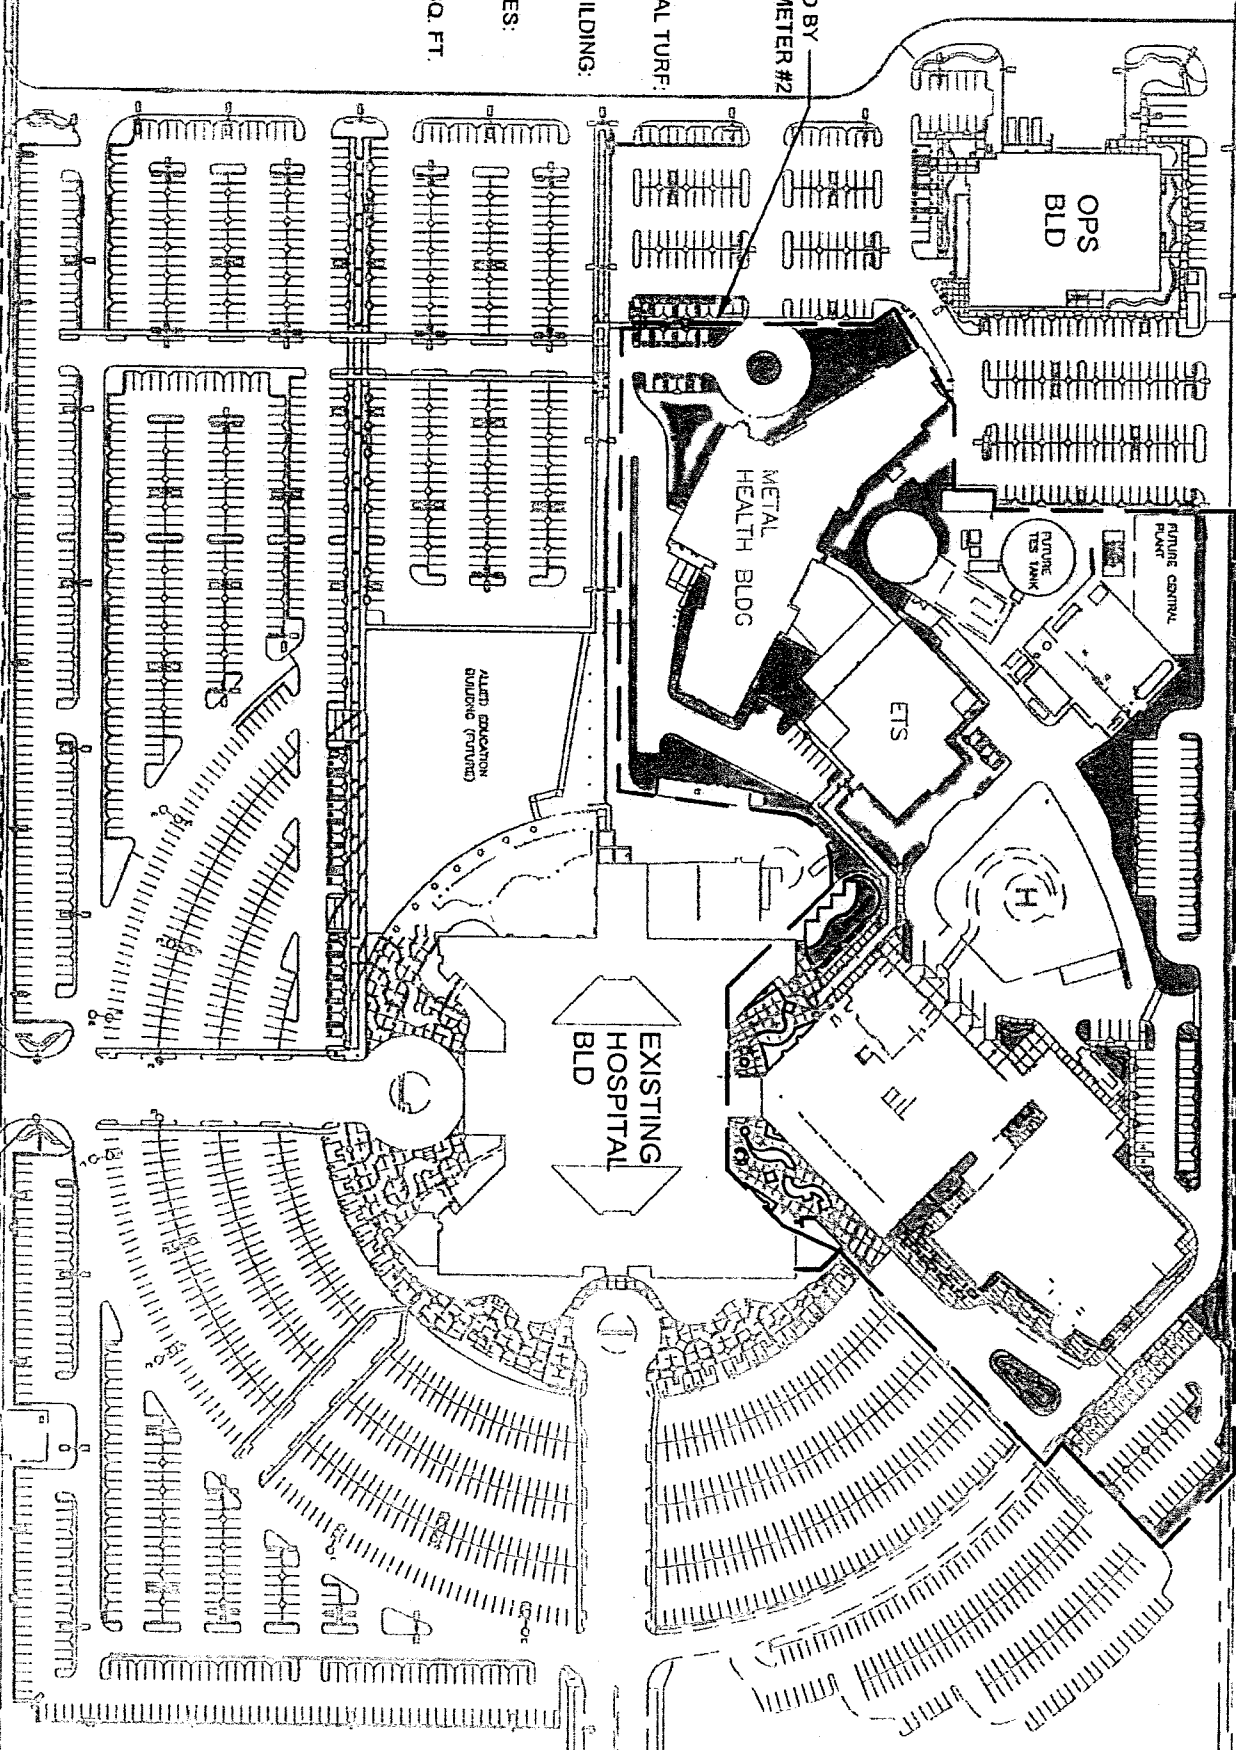 D BY
METER #2
AL TURF:
ILDING:
ES:
Q. FT.
OPS
BLD
METAL
HEALTH BLDG
FUTURE
TES TANK
FUTURE CENTRAL
PLANT
ETS
ALLIED EDUCATION
BUILDING (FUTURE)
H
EXISTING
HOSPITAL
BLD